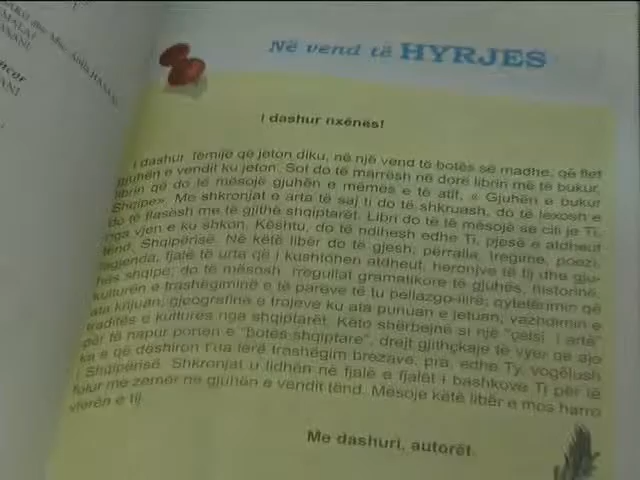 Në vend të HYRJES
I dashur nxënës!
I dashur fëmijë që jeton diku, në një vend të botës së madhe, që flet
gjuhën e vendit ku jeton. Sot do të marrësh në dorë librin më të bukur,
librin që do të mësojë gjuhën e mëmës e të atit, « Gjuhën e bukur
Shqipe». Me shkronjat e arta të saj ti do të shkruash, do të lexosh e
do të flasësh me të gjithë shqiptarët. Libri do të të mësojë se cili je Ti,
nga vjen e ku shkon. Kështu, do të ndihesh edhe Ti, pjesë e atdheut
tënd, Shqipërisë. Në këtë libër do të gjesh: përralla, tregime, poezi,
legjenda, fjalë të urta që i kushtohen atdheut, heronjve të tij dhe gju-
hës shqipe; do të mësosh rregullat gramatikore të gjuhës, historinë,
kulturën e trashëgiminë e të parëve të tu pellazgo-ilirë; qytetërimin që
ata krijuan, gjeografinë e trojeve ku ata punuan e jetuan, vazhdimin e
traditës e kulturës nga shqiptarët. Këto shërbejnë si një "çelsi i artë"
për të hapur portën e "botës shqiptare", drejt gjithçkaje të vyer që ajo
ka e që dëshiron t'ua lërë trashëgim brezave, pra, edhe Ty, vogëlush
i Shqipërisë. Shkronjat u lidhën në fjalë e fjalët i bashkove Ti për të
folur me zemër në gjuhën e vendit tënd. Mësoje këtë libër e mos harro
vlerën e tij.
Me dashuri, autorët.
MALAJ
HASANI